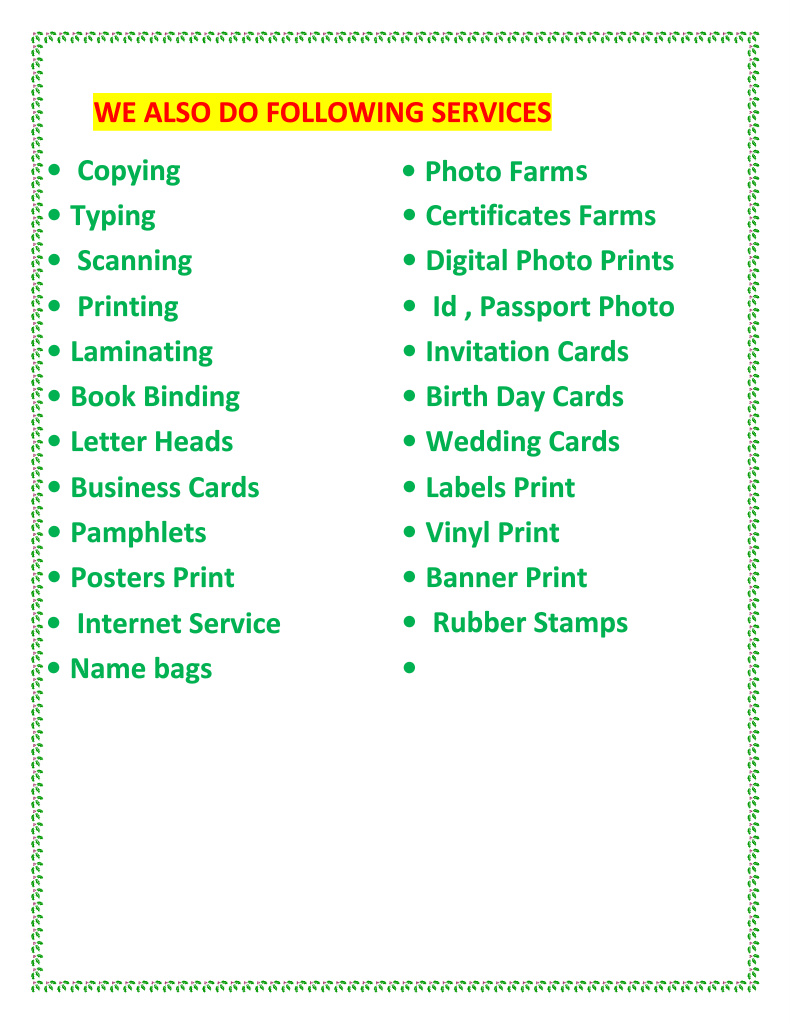 WE ALSO DO FOLLOWING SERVICES
• Copying
• Typing
• Scanning
• Printing
• Laminating
• Book Binding
• Letter Heads
• Business Cards
• Pamphlets
• Posters Print
• Internet Service
• Name bags
• Photo Farms
• Certificates Farms
• Digital Photo Prints
• Id , Passport Photo
• Invitation Cards
• Birth Day Cards
• Wedding Cards
• Labels Print
• Vinyl Print
• Banner Print
• Rubber Stamps
•